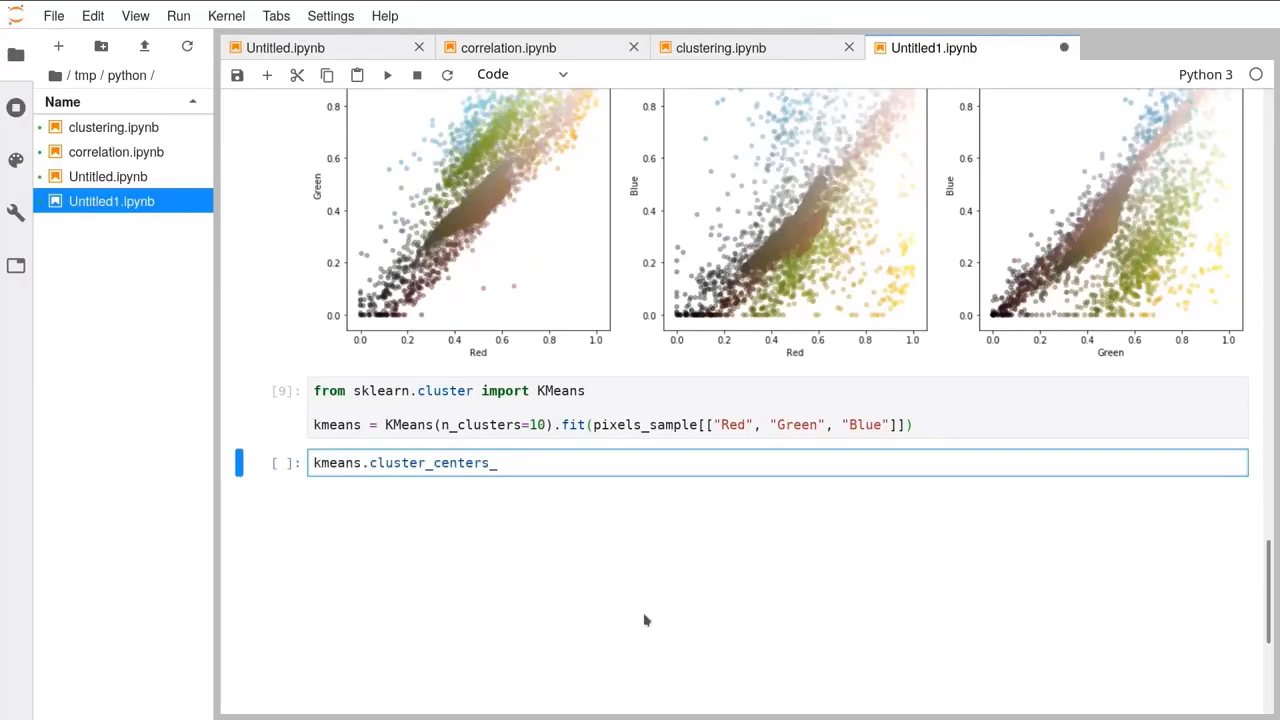 File Edit View Run Kernel Tabs Settings Help
Untitled.ipynb correlation.ipynb clustering.ipynb Untitled1.ipynb
/ tmp / python /
Code
Python 3
Name
clustering.ipynb
correlation.ipynb
Untitled.ipynb
Untitled1.ipynb
0.8
0.6
0.4
0.2
0.0
Green
0.0 0.2 0.4 0.6 0.8 1.0
Red
0.8
0.6
0.4
0.2
0.0
Blue
0.0 0.2 0.4 0.6 0.8 1.0
Red
0.8
0.6
0.4
0.2
0.0
Blue
0.0 0.2 0.4 0.6 0.8 1.0
Green
[9]: from sklearn.cluster import KMeans
kmeans = KMeans(n_clusters=10).fit(pixels_sample[["Red", "Green", "Blue"]])
[ ]: kmeans.cluster_centers_